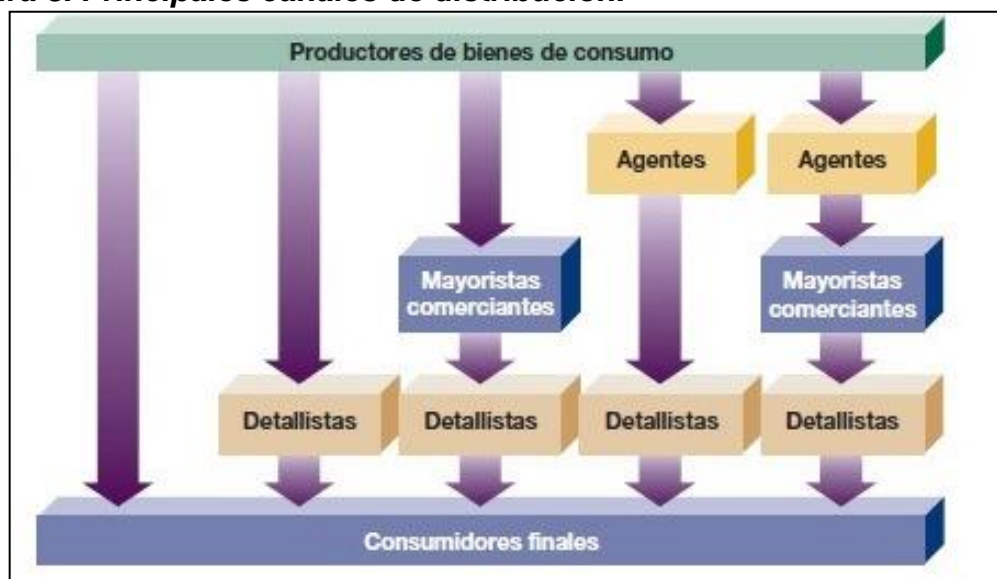 Principales canales de distribución.
Productores de bienes de consumo
Agentes
Agentes
Mayoristas
comerciantes
Mayoristas
comerciantes
Detallistas
Detallistas
Detallistas
Detallistas
Consumidores finales